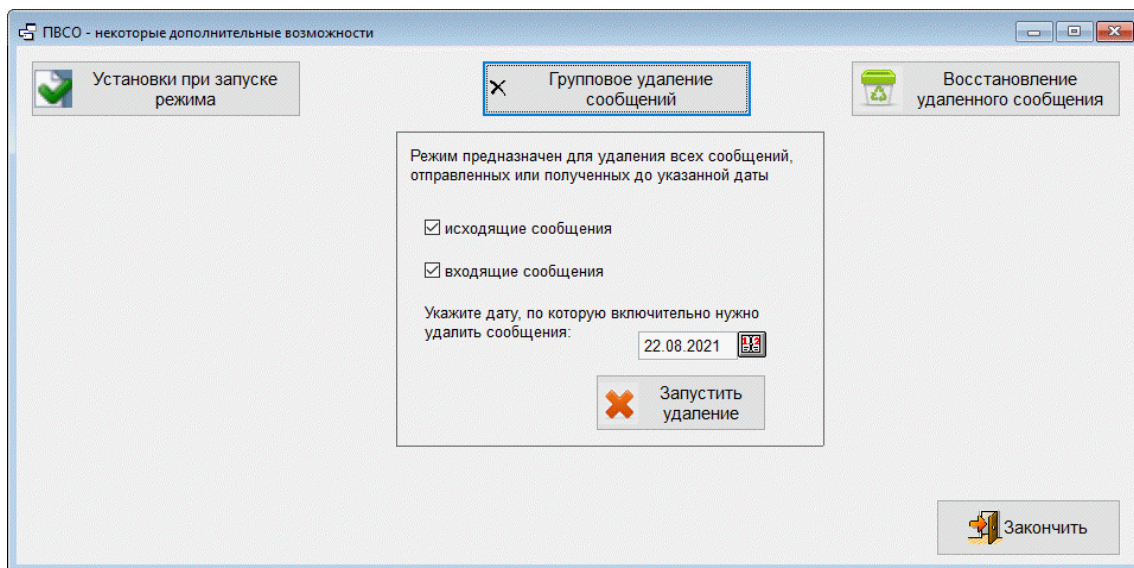 ПВСО - некоторые дополнительные возможности
Установки при запуске
режима
Групповое удаление
сообщений
Восстановление
удаленного сообщения
Режим предназначен для удаления всех сообщений,
отправленных или полученных до указанной даты
исходящие сообщения
входящие сообщения
Укажите дату, по которую включительно нужно
удалить сообщения:
22.08.2021
Запустить
удаление
Закончить